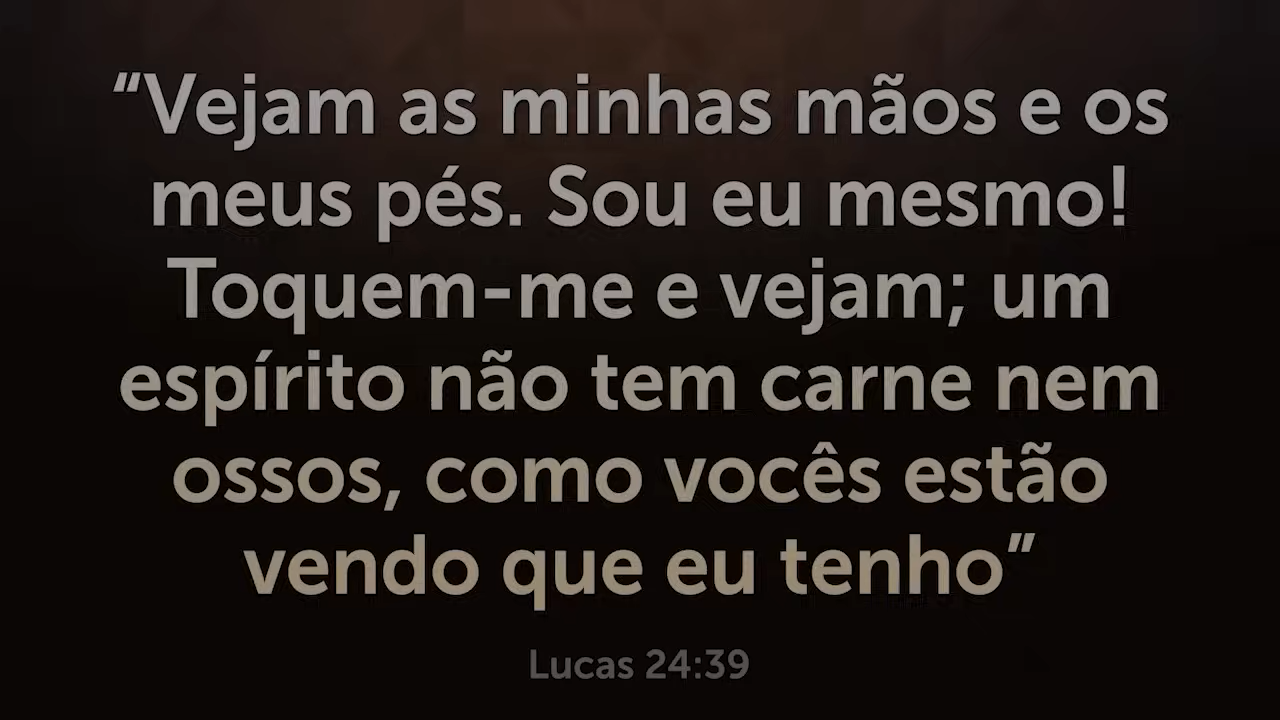 “Vejam as minhas mãos e os
meus pés. Sou eu mesmo!
Toquem-me e vejam; um
espírito não tem carne nem
ossos, como vocês estão
vendo que eu tenho”
Lucas 24:39